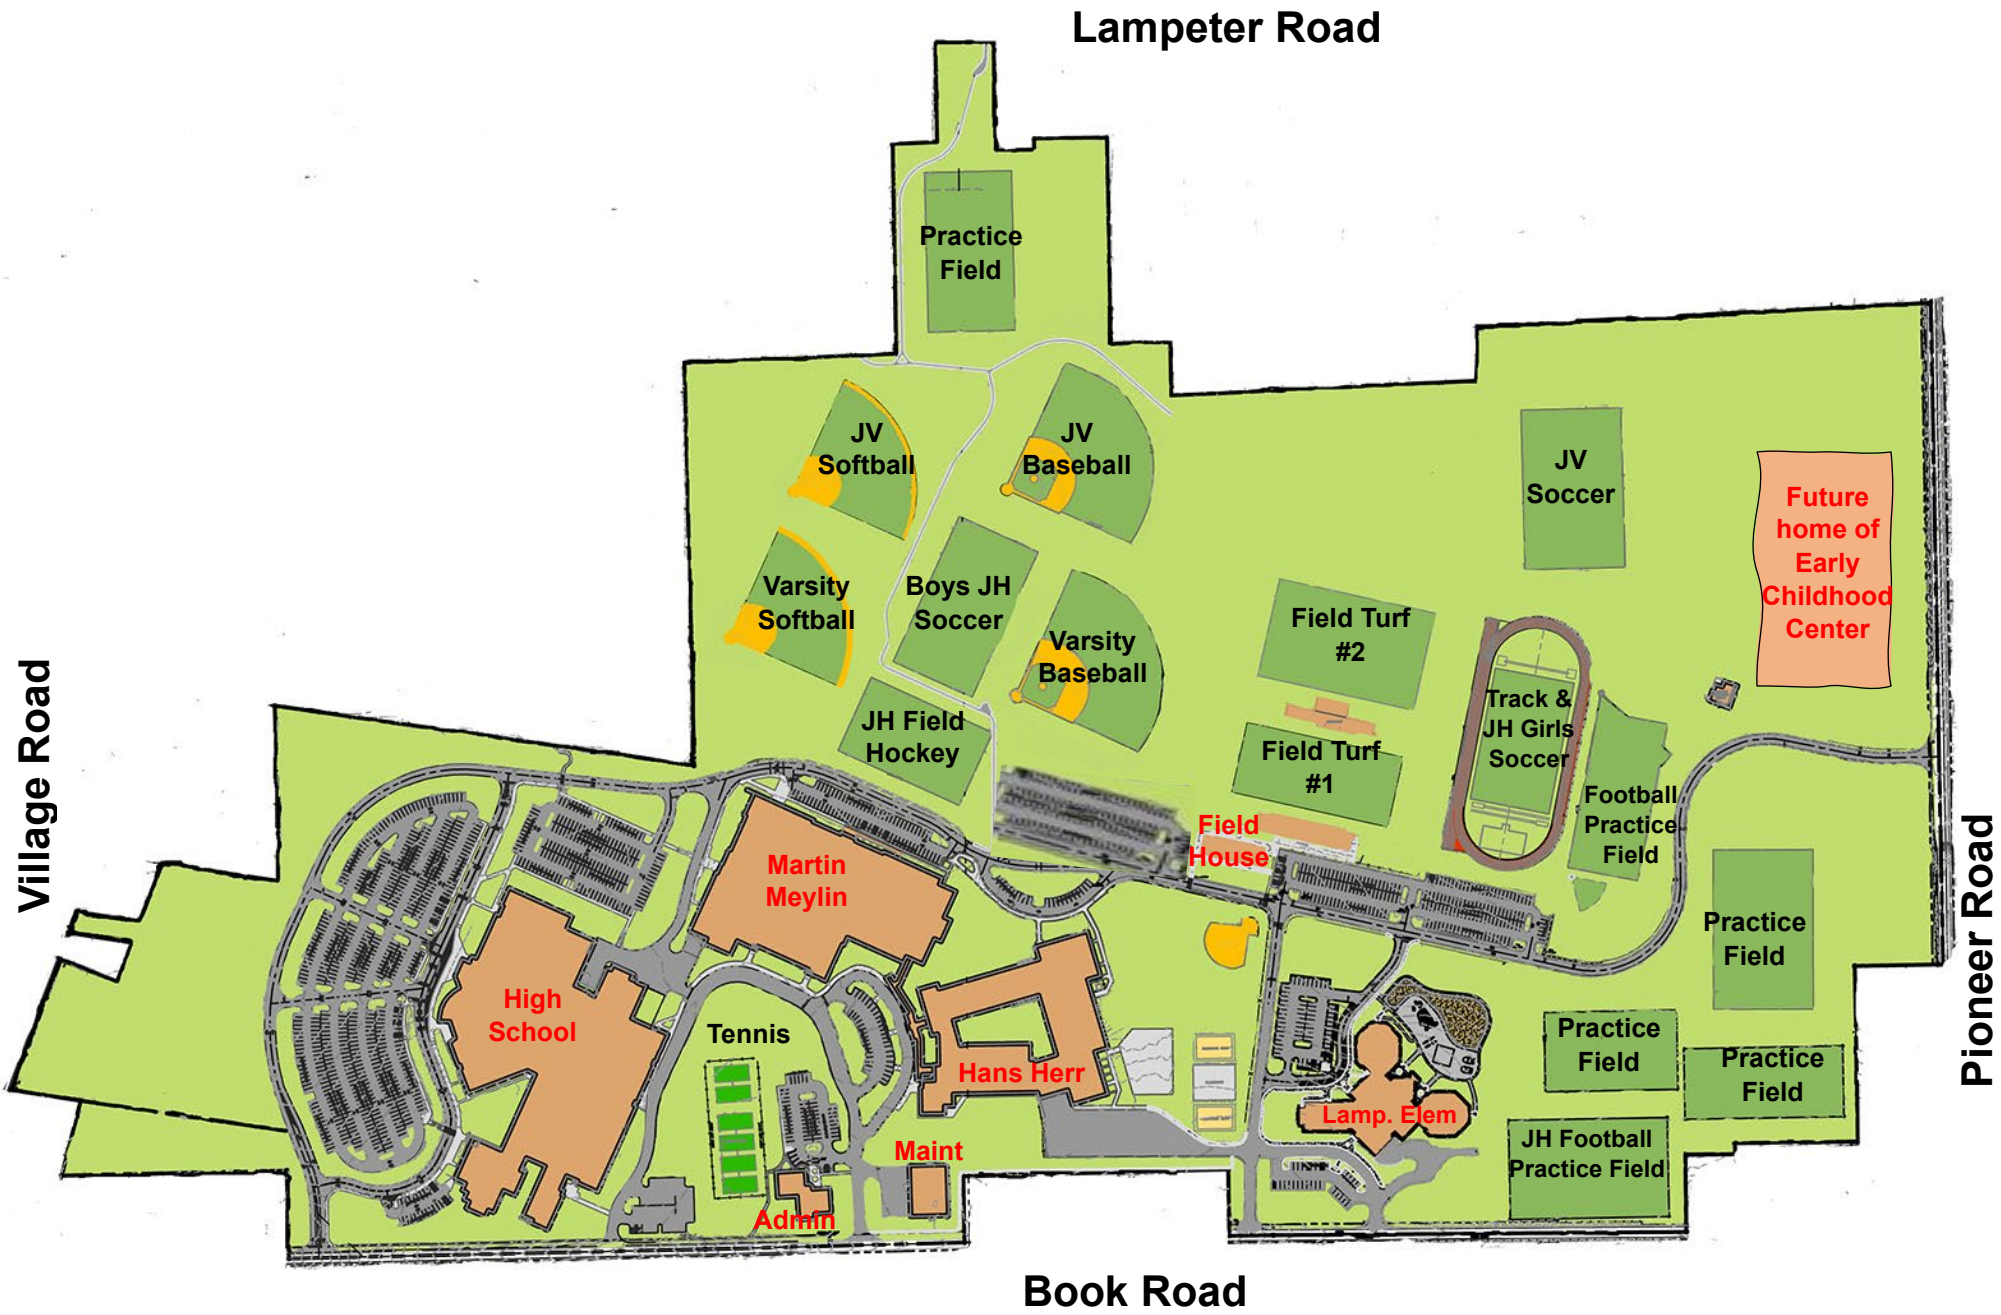 Lampeter Road
Practice
Field
JV
Softball
JV
Baseball
JV
Soccer
Future
home of
Early
Childhood
Center
Varsity
Softball
Boys JH
Soccer
Varsity
Baseball
Field Turf
#2
Track &
JH Girls
Soccer
JH Field
Hockey
Field Turf
#1
Football
Practice
Field
Village Road
Field
House
Martin
Meylin
Practice
Field
Pioneer Road
High
School
Tennis
Hans Herr
Practice
Field
Practice
Field
Lamp. Elem
JH Football
Practice Field
Maint
Admin
Book Road